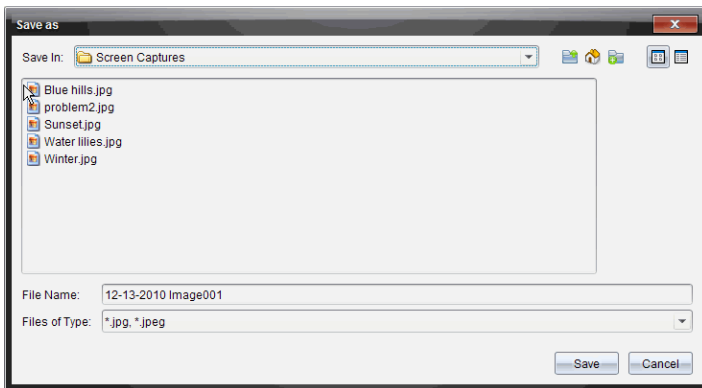 Save as
Save In: Screen Captures
Blue hills.jpg
problem2.jpg
Sunset.jpg
Water lilies.jpg
Winter.jpg
File Name: 12-13-2010 Image001
Files of Type: *.jpg, *.jpeg
Save Cancel